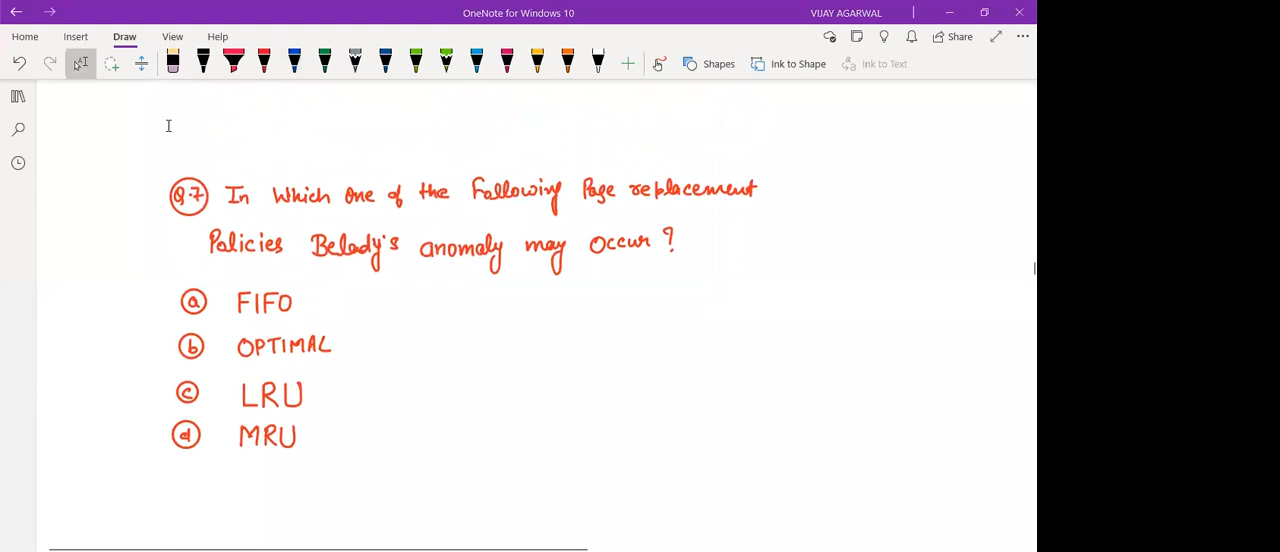 OneNote for Windows 10
VIJAY AGARWAL
Home Insert Draw View Help
Share
Shapes Ink to Shape Ink to Text
Q.7 In Which One of the Following Page replacement
Policies Belady's anomaly may Occur ?
a FIFO
b OPTIMAL
c LRU
d MRU